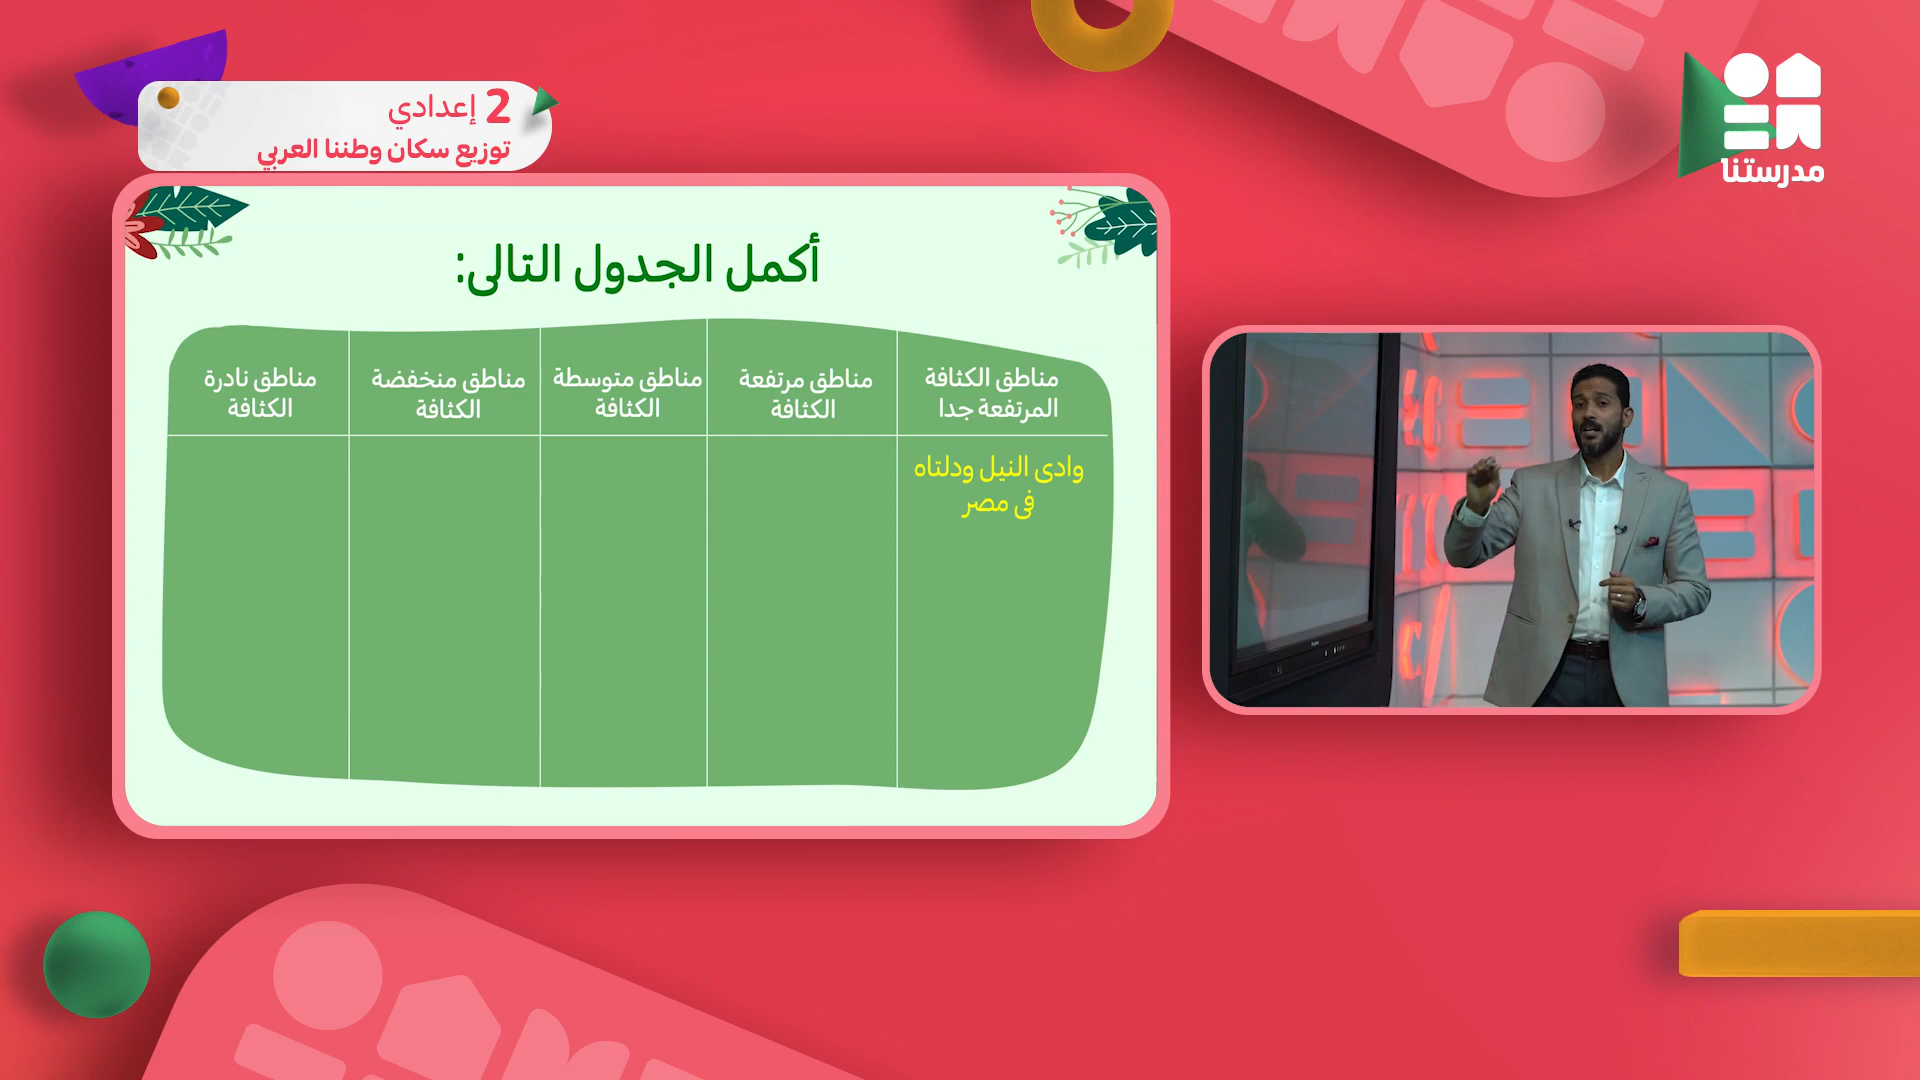 2 إعدادي
توزيع سكان وطننا العربي
مدرستنا
أكمل الجدول التالى:
مناطق الكثافة
المرتفعة جدا
مناطق مرتفعة
الكثافة
مناطق متوسطة
الكثافة
مناطق منخفضة
الكثافة
مناطق نادرة
الكثافة
وادى النيل ودلتاه
فى مصر